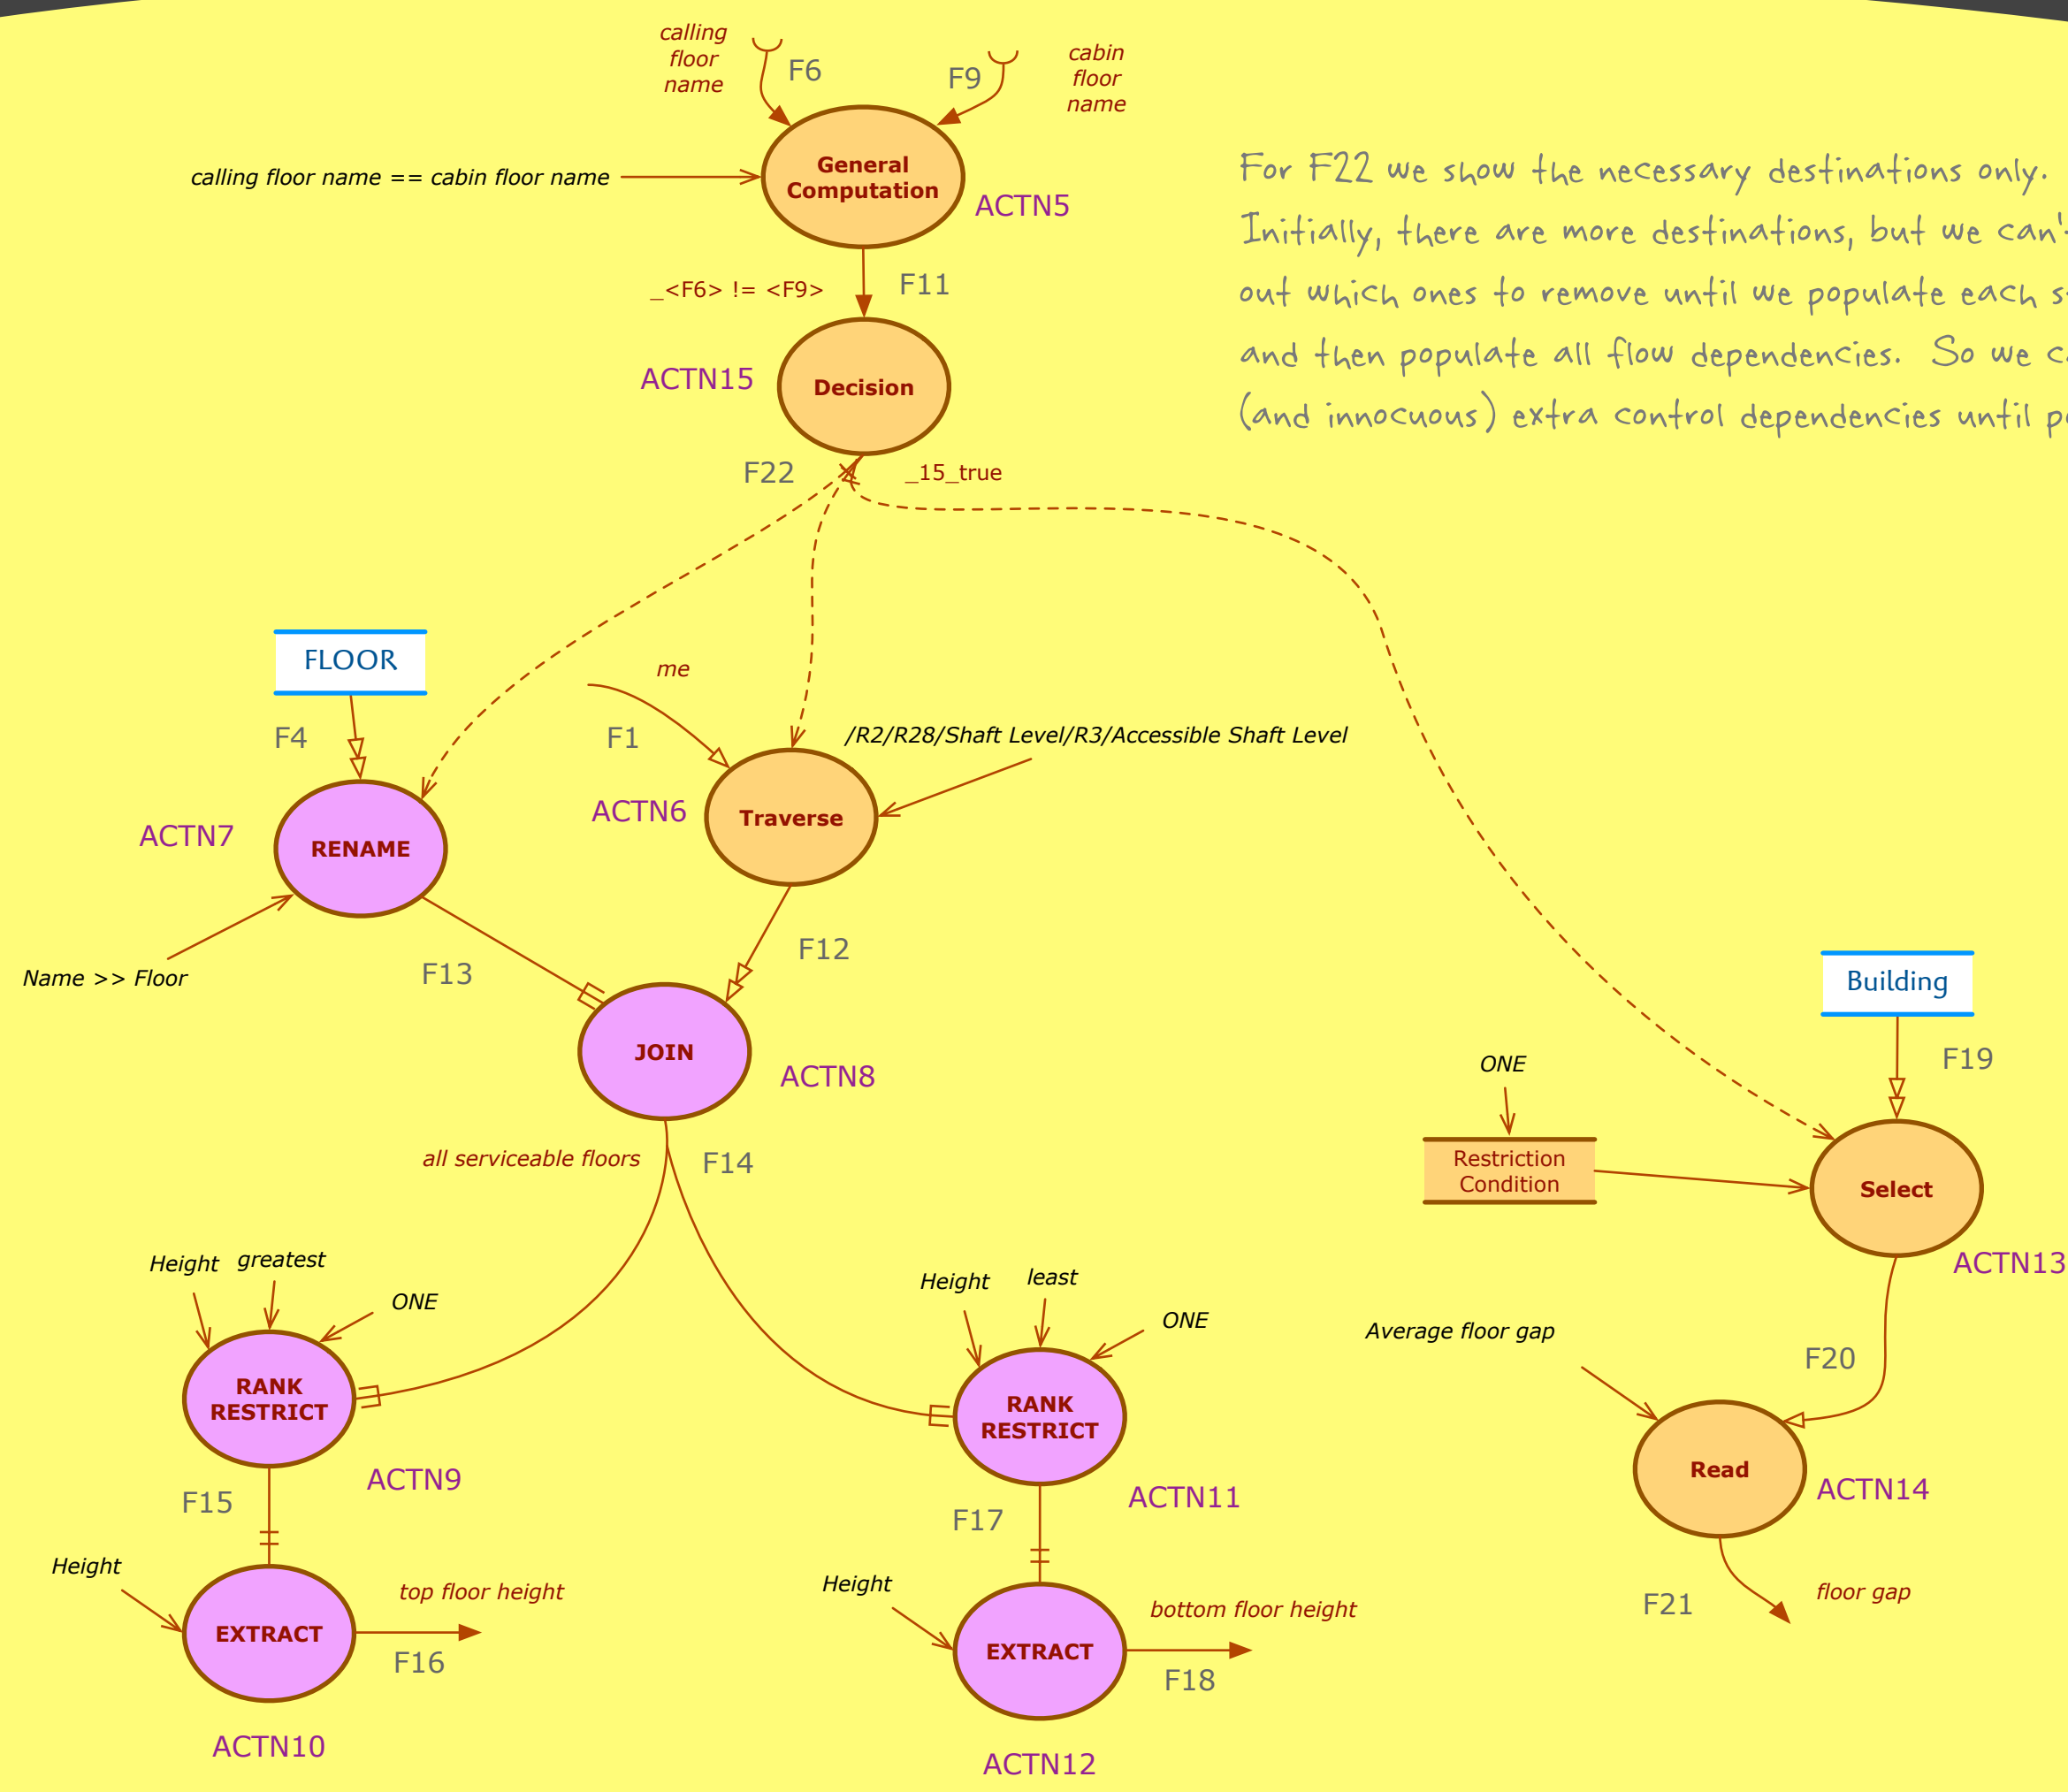 calling
floor
name
F6
F9
cabin
floor
name
calling floor name == cabin floor name
General
Computation
ACTN5
For F22 we show the necessary destinations only.
Initially, there are more destinations, but we can'
out which ones to remove until we populate each
and then populate all flow dependencies. So we
(and innocuous) extra control dependencies until
_<F6> != <F9>
F11
ACTN15
Decision
F22
_15_true
FLOOR
F4
me
F1
/R2/R28/Shaft Level/R3/Accessible Shaft Level
ACTN7
RENAME
ACTN6
Traverse
Name >> Floor
F13
F12
JOIN
ACTN8
Building
F19
ONE
all serviceable floors
F14
Restriction
Condition
Select
ACTN13
Height
greatest
ONE
Height
least
ONE
Average floor gap
F20
RANK
RESTRICT
ACTN9
RANK
RESTRICT
ACTN11
Read
ACTN14
F15
F17
Height
EXTRACT
top floor height
F16
ACTN10
Height
EXTRACT
bottom floor height
F18
ACTN12
F21
floor gap